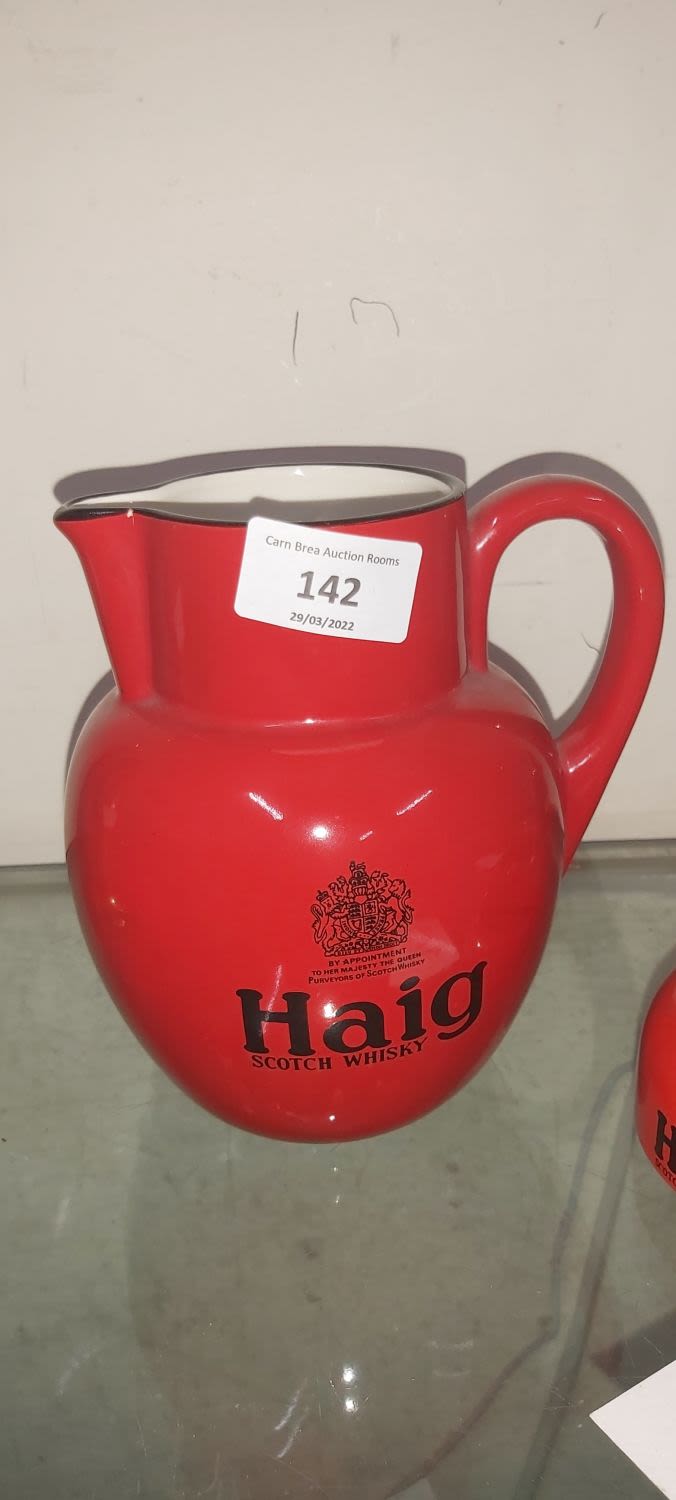 Carn Brea Auction Rooms
142
29/03/2022
BY APPOINTMENT
TO HER MAJESTY THE QUEEN
PURVEYORS OF SCOTCH WHISKY
Haig
SCOTCH WHISKY
H
SCOTC